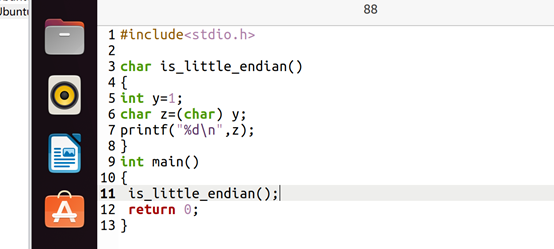 Ubuntu
88
1 #include<stdio.h>
2
3 char is_little_endian()
4 {
5 int y=1;
6 char z=(char) y;
7 printf("%d\n",z);
8 }
9 int main()
10 {
11  is_little_endian();
12  return 0;
13 }